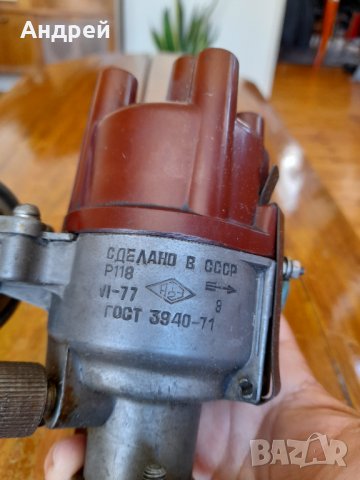 Андрей
СДЕЛАНО В СССР
Р118
VI-77
8
ГОСТ 3940-71
BAZAR